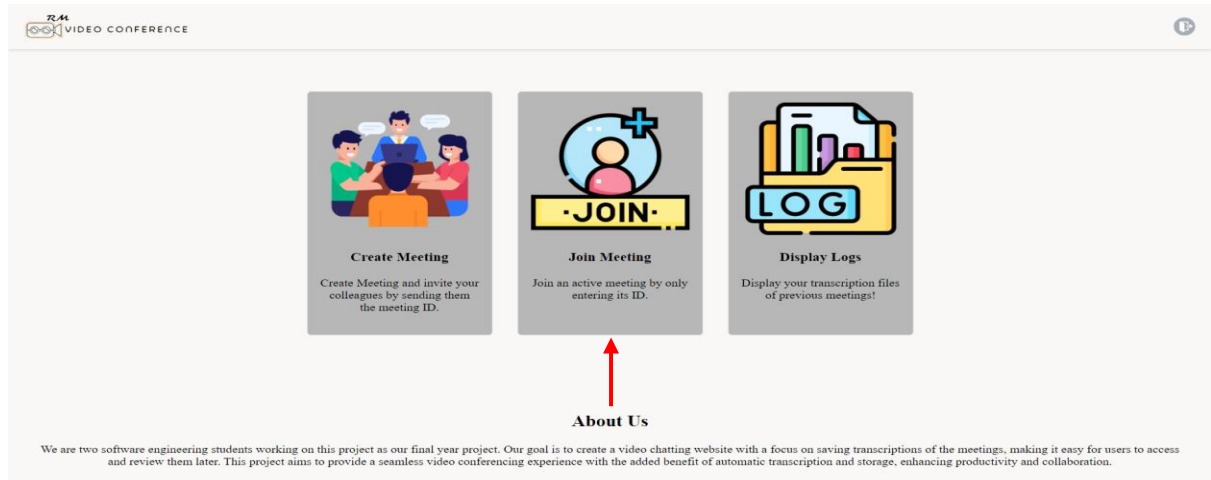 RM
VIDEO CONFERENCE
·JOIN·
LOG
Create Meeting
Create Meeting and invite your
colleagues by sending them
the meeting ID.
Join Meeting
Join an active meeting by only
entering its ID.
Display Logs
Display your transcription files
of previous meetings!
About Us
We are two software engineering students working on this project as our final year project. Our goal is to create a video chatting website with a focus on saving transcriptions of the meetings, making it easy for users to access
and review them later. This project aims to provide a seamless video conferencing experience with the added benefit of automatic transcription and storage, enhancing productivity and collaboration.